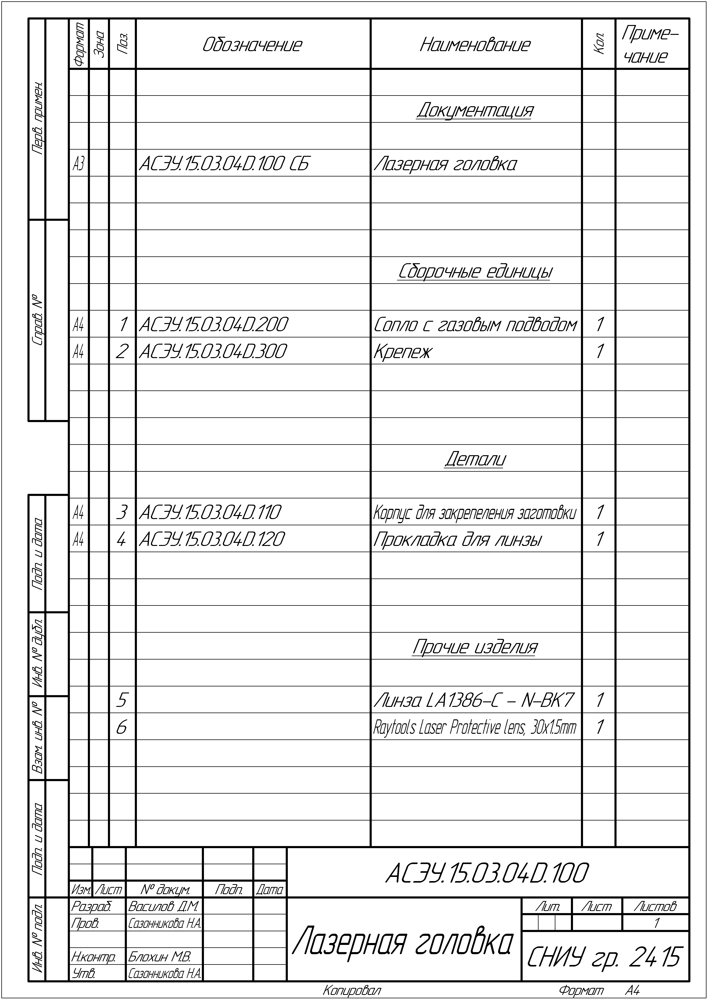 Перв. примен.
Справ. №
Подп. и дата
Инв. № дубл.
Взам. инв. №
Подп. и дата
Инв. № подл.
Формат Зона Поз. Обозначение Наименование Кол. Приме-
чание
Документация
А3 АСЭУ.15.03.04D.100 СБ Лазерная головка
Сборочные единицы
А4 1 АСЭУ.15.03.04D.200 Сопло с газовым подводом 1
А4 2 АСЭУ.15.03.04D.300 Крепеж 1
Детали
А4 3 АСЭУ.15.03.04D.110 Корпус для закрепеления заготовки 1
А4 4 АСЭУ.15.03.04D.120 Прокладка для линзы 1
Прочие изделия
5 Линза LA1386-C - N-BK7 1
6 Raytools Laser Protective lens, 30x1.5mm 1
АСЭУ.15.03.04D.100
Изм. Лист № докум. Подп. Дата
Разраб. Василов Д.М.
Пров. Сазонникова Н.А.
Н.контр. Блохин М.В.
Утв. Сазонникова Н.А.
Лазерная головка
Лит. Лист Листов
1
СНИУ гр. 2415
Копировал Формат А4